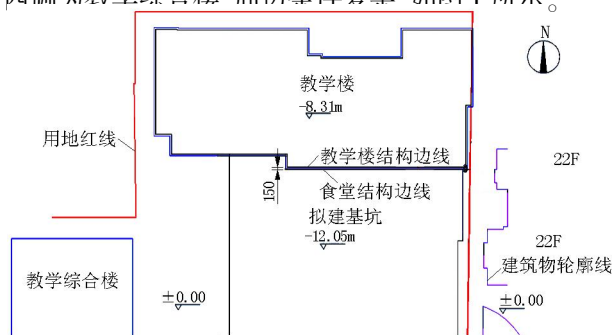 N
教学楼
-8.31m
用地红线
教学楼结构边线
150
食堂结构边线
拟建基坑
-12.05m
22F
22F
建筑物轮廓线
教学综合楼
±0.00
±0.00